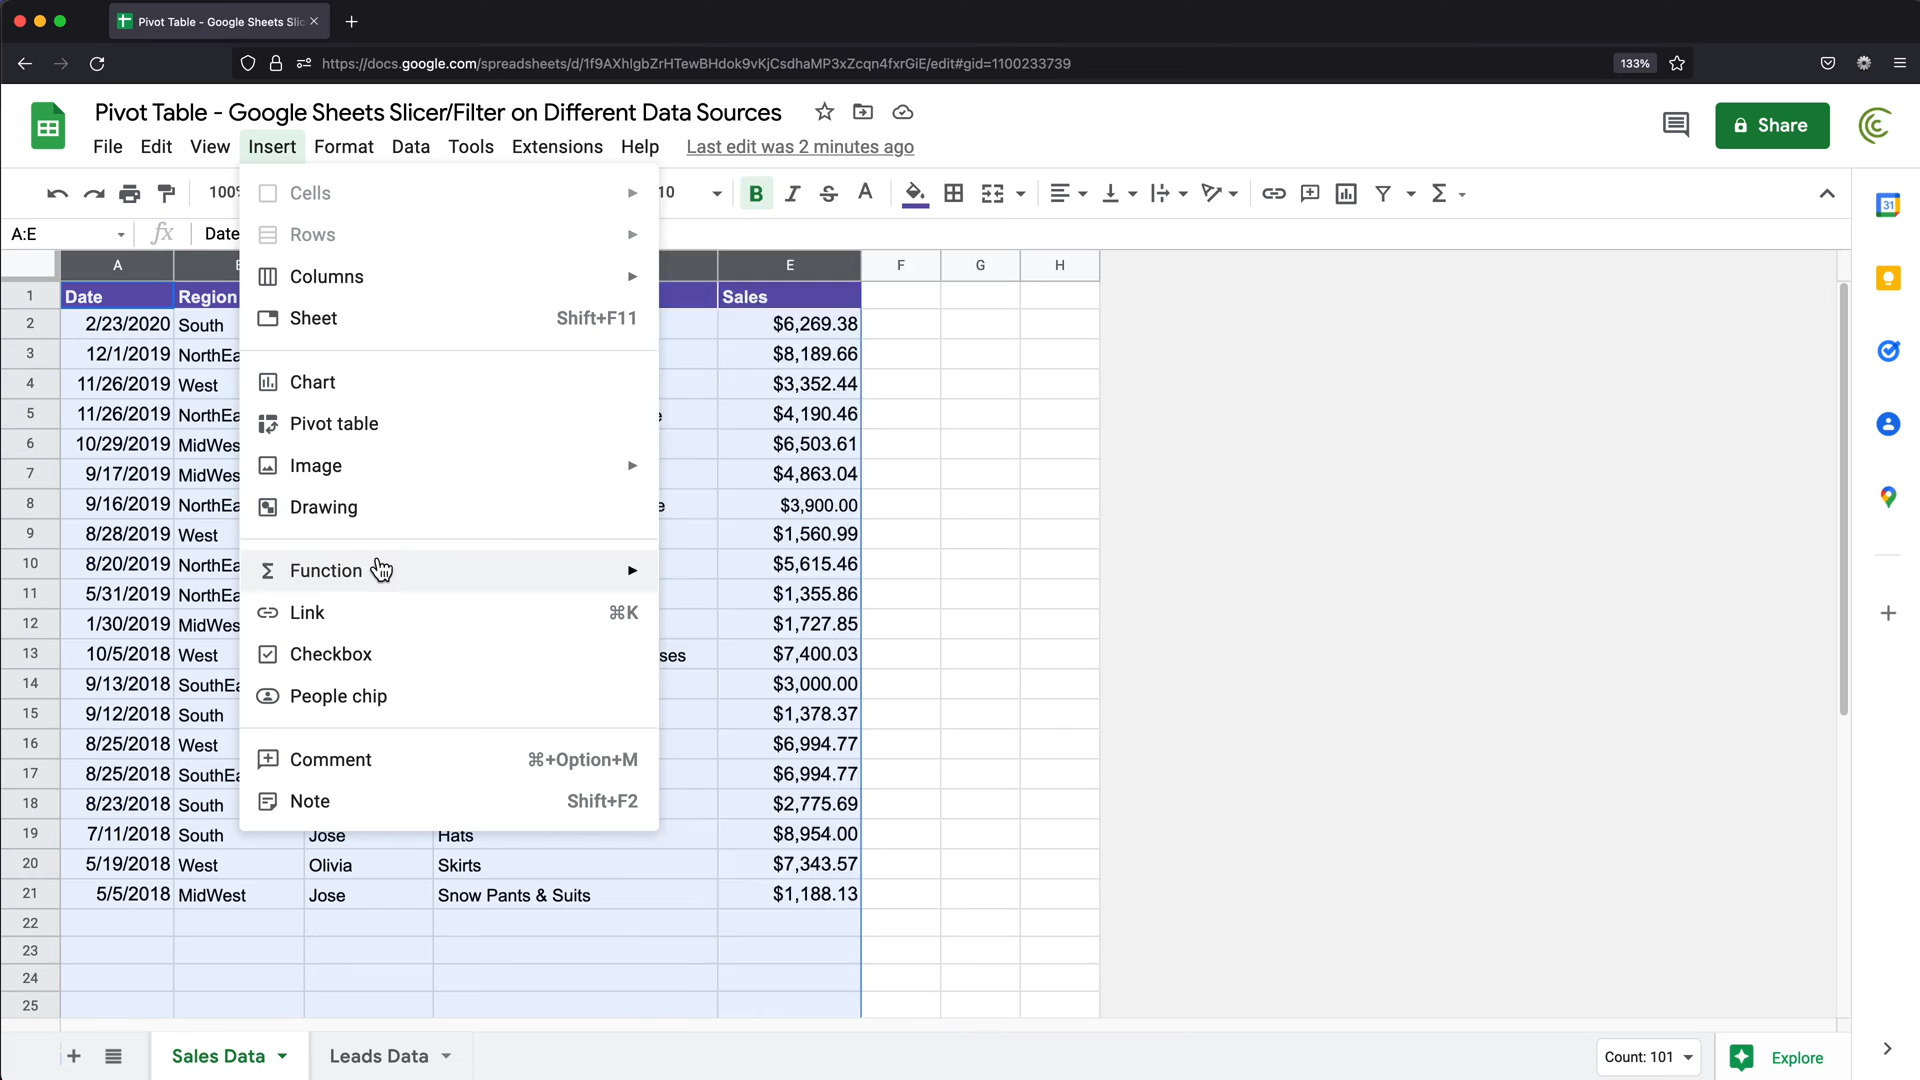 Pivot Table - Google Sheets Slic
https://docs.google.com/spreadsheets/d/1f9AXhIgbZrHTewBHdok9vKjCsdhaMP3xZcqn4fxrGiE/edit#gid=1100233739
133%
Pivot Table - Google Sheets Slicer/Filter on Different Data Sources
Share
File Edit View Insert Format Data Tools Extensions Help Last edit was 2 minutes ago
100% 10 B I S A
A:E fx Date
A E F G H
1 Date Region Sales
2 2/23/2020 South $6,269.38
3 12/1/2019 NorthEa $8,189.66
4 11/26/2019 West $3,352.44
5 11/26/2019 NorthEa e $4,190.46
6 10/29/2019 MidWes $6,503.61
7 9/17/2019 MidWes $4,863.04
8 9/16/2019 NorthEa e $3,900.00
9 8/28/2019 West $1,560.99
10 8/20/2019 NorthEa $5,615.46
11 5/31/2019 NorthEa $1,355.86
12 1/30/2019 MidWes $1,727.85
13 10/5/2018 West ses $7,400.03
14 9/13/2018 SouthEa $3,000.00
15 9/12/2018 South $1,378.37
16 8/25/2018 West $6,994.77
17 8/25/2018 SouthEa $6,994.77
18 8/23/2018 South $2,775.69
19 7/11/2018 South Jose Hats $8,954.00
20 5/19/2018 West Olivia Skirts $7,343.57
21 5/5/2018 MidWest Jose Snow Pants & Suits $1,188.13
22
23
24
25
Cells
Rows
Columns
Sheet Shift+F11
Chart
Pivot table
Image
Drawing
Function
Link ⌘K
Checkbox
People chip
Comment ⌘+Option+M
Note Shift+F2
31
Sales Data Leads Data Count: 101 Explore